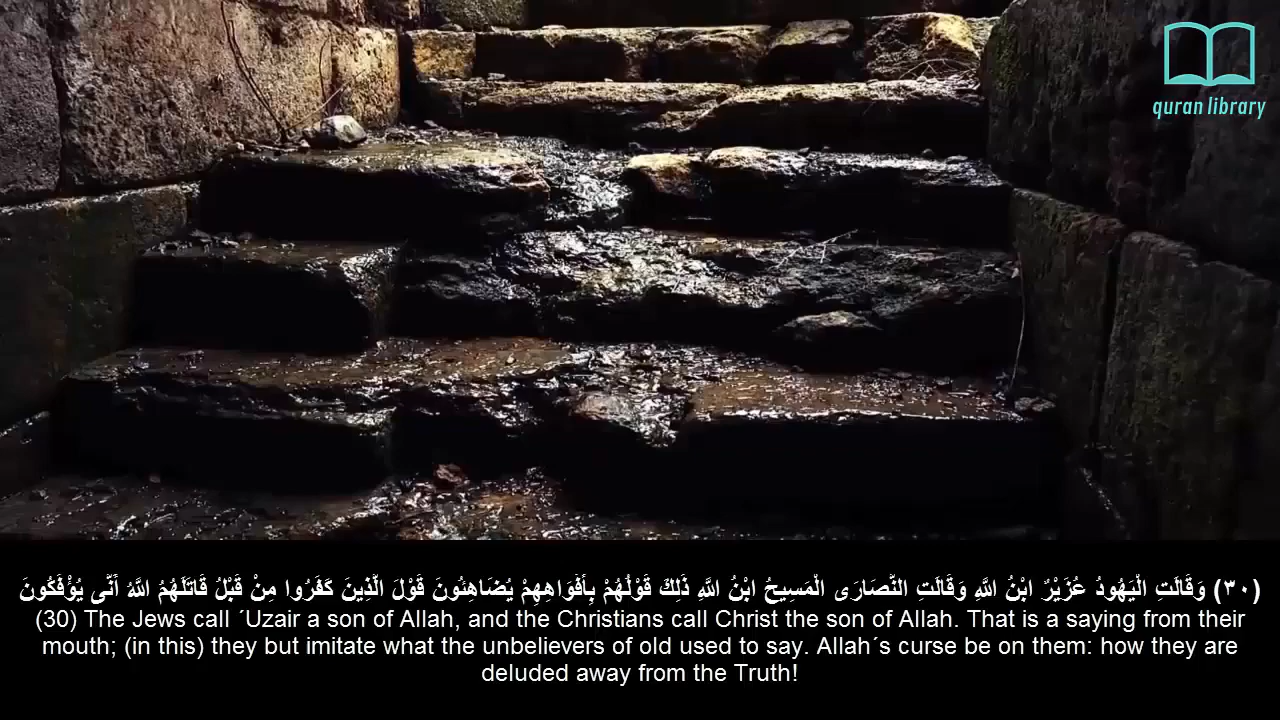 quran library
(٣٠) وَقَالَتِ الْيَهُودُ عُزَيْرٌ ابْنُ اللَّهِ وَقَالَتِ النَّصَارَى الْمَسِيحُ ابْنُ اللَّهِ ذَلِكَ قَوْلُهُمْ بِأَفْوَاهِهِمْ يُضَاهِئُونَ قَوْلَ الَّذِينَ كَفَرُوا مِنْ قَبْلُ قَاتَلَهُمُ اللَّهُ أَنَّى يُؤْفَكُونَ
(30) The Jews call ´Uzair a son of Allah, and the Christians call Christ the son of Allah. That is a saying from their
mouth; (in this) they but imitate what the unbelievers of old used to say. Allah´s curse be on them: how they are
deluded away from the Truth!